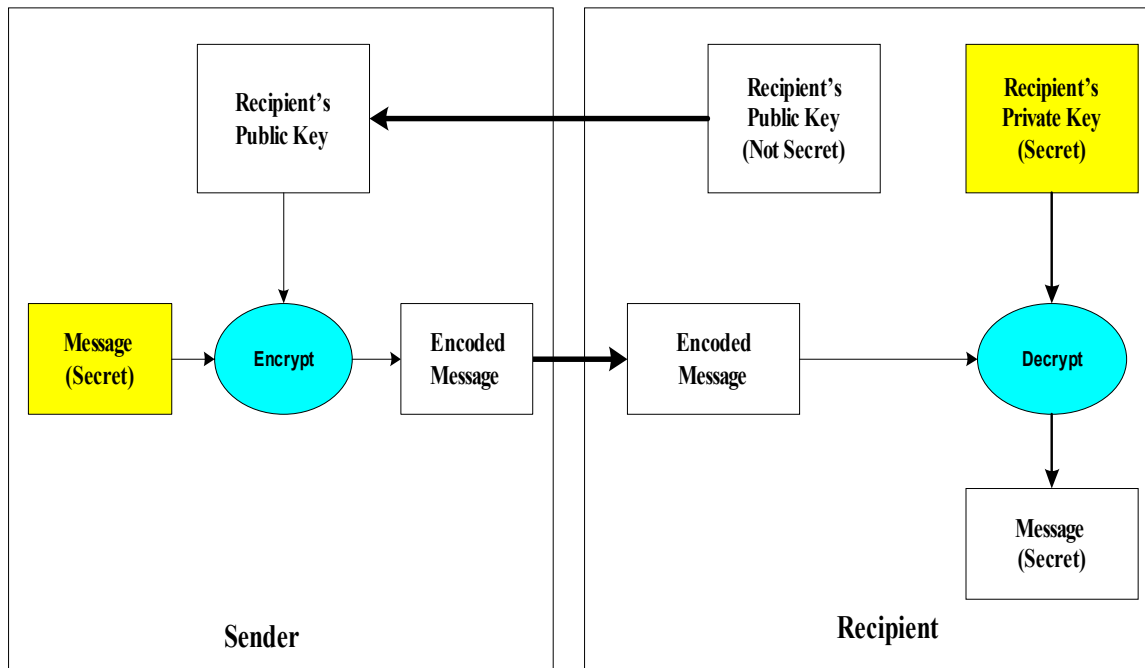 Recipient's
Public Key
Recipient's
Public Key
(Not Secret)
Recipient's
Private Key
(Secret)
Message
(Secret)
Encrypt
Encoded
Message
Encoded
Message
Decrypt
Message
(Secret)
Sender
Recipient